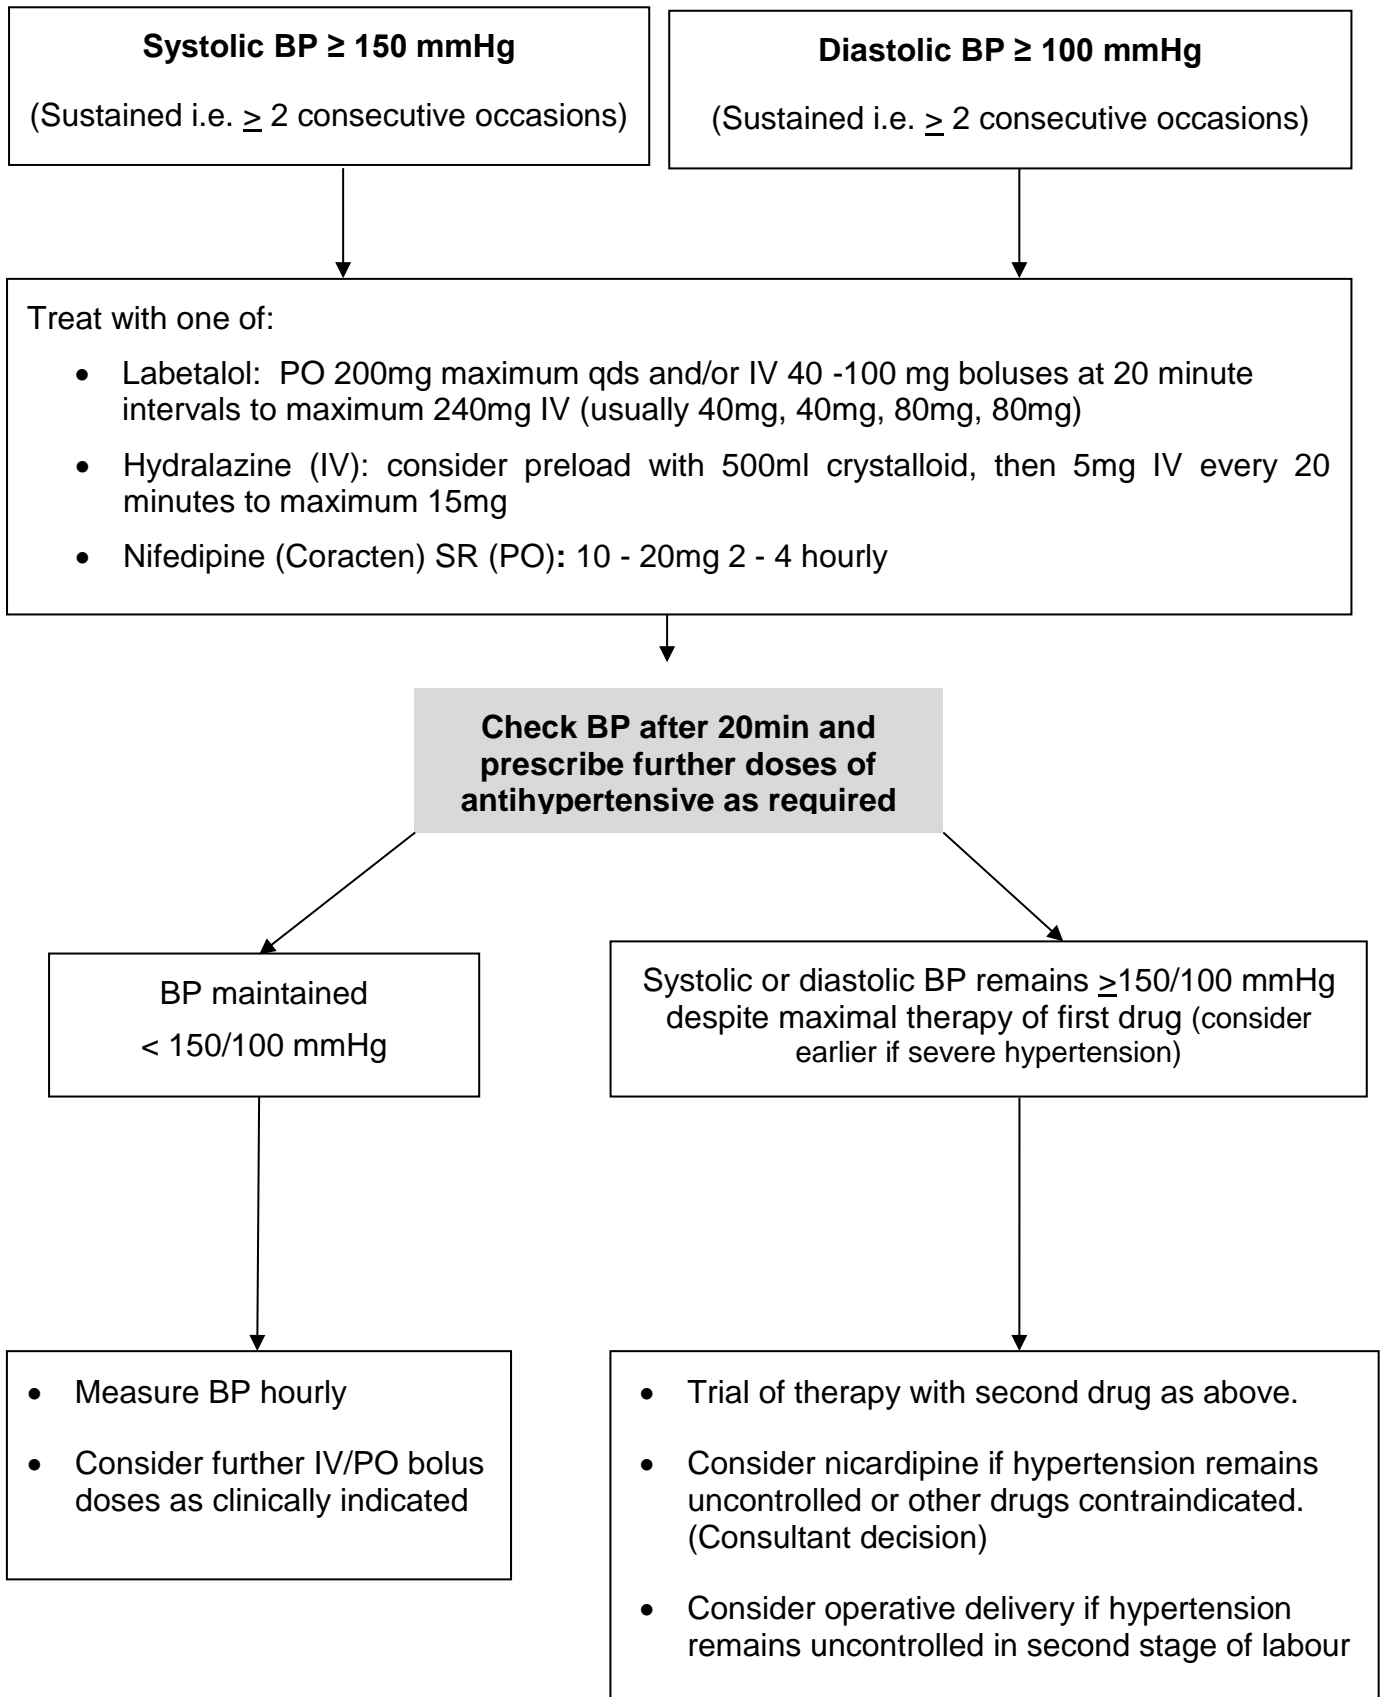 Systolic BP ≥ 150 mmHg
(Sustained i.e. ≥ 2 consecutive occasions)
Diastolic BP ≥ 100 mmHg
(Sustained i.e. ≥ 2 consecutive occasions)
Treat with one of:
• Labetalol: PO 200mg maximum qds and/or IV 40 -100 mg boluses at 20 minute
intervals to maximum 240mg IV (usually 40mg, 40mg, 80mg, 80mg)
• Hydralazine (IV): consider preload with 500ml crystalloid, then 5mg IV every 20
minutes to maximum 15mg
• Nifedipine (Coracten) SR (PO): 10 - 20mg 2 - 4 hourly
Check BP after 20min and
prescribe further doses of
antihypertensive as required
BP maintained
< 150/100 mmHg
Systolic or diastolic BP remains ≥150/100 mmHg
despite maximal therapy of first drug (consider
earlier if severe hypertension)
• Measure BP hourly
• Consider further IV/PO bolus
doses as clinically indicated
• Trial of therapy with second drug as above.
• Consider nicardipine if hypertension remains
uncontrolled or other drugs contraindicated.
(Consultant decision)
• Consider operative delivery if hypertension
remains uncontrolled in second stage of labour